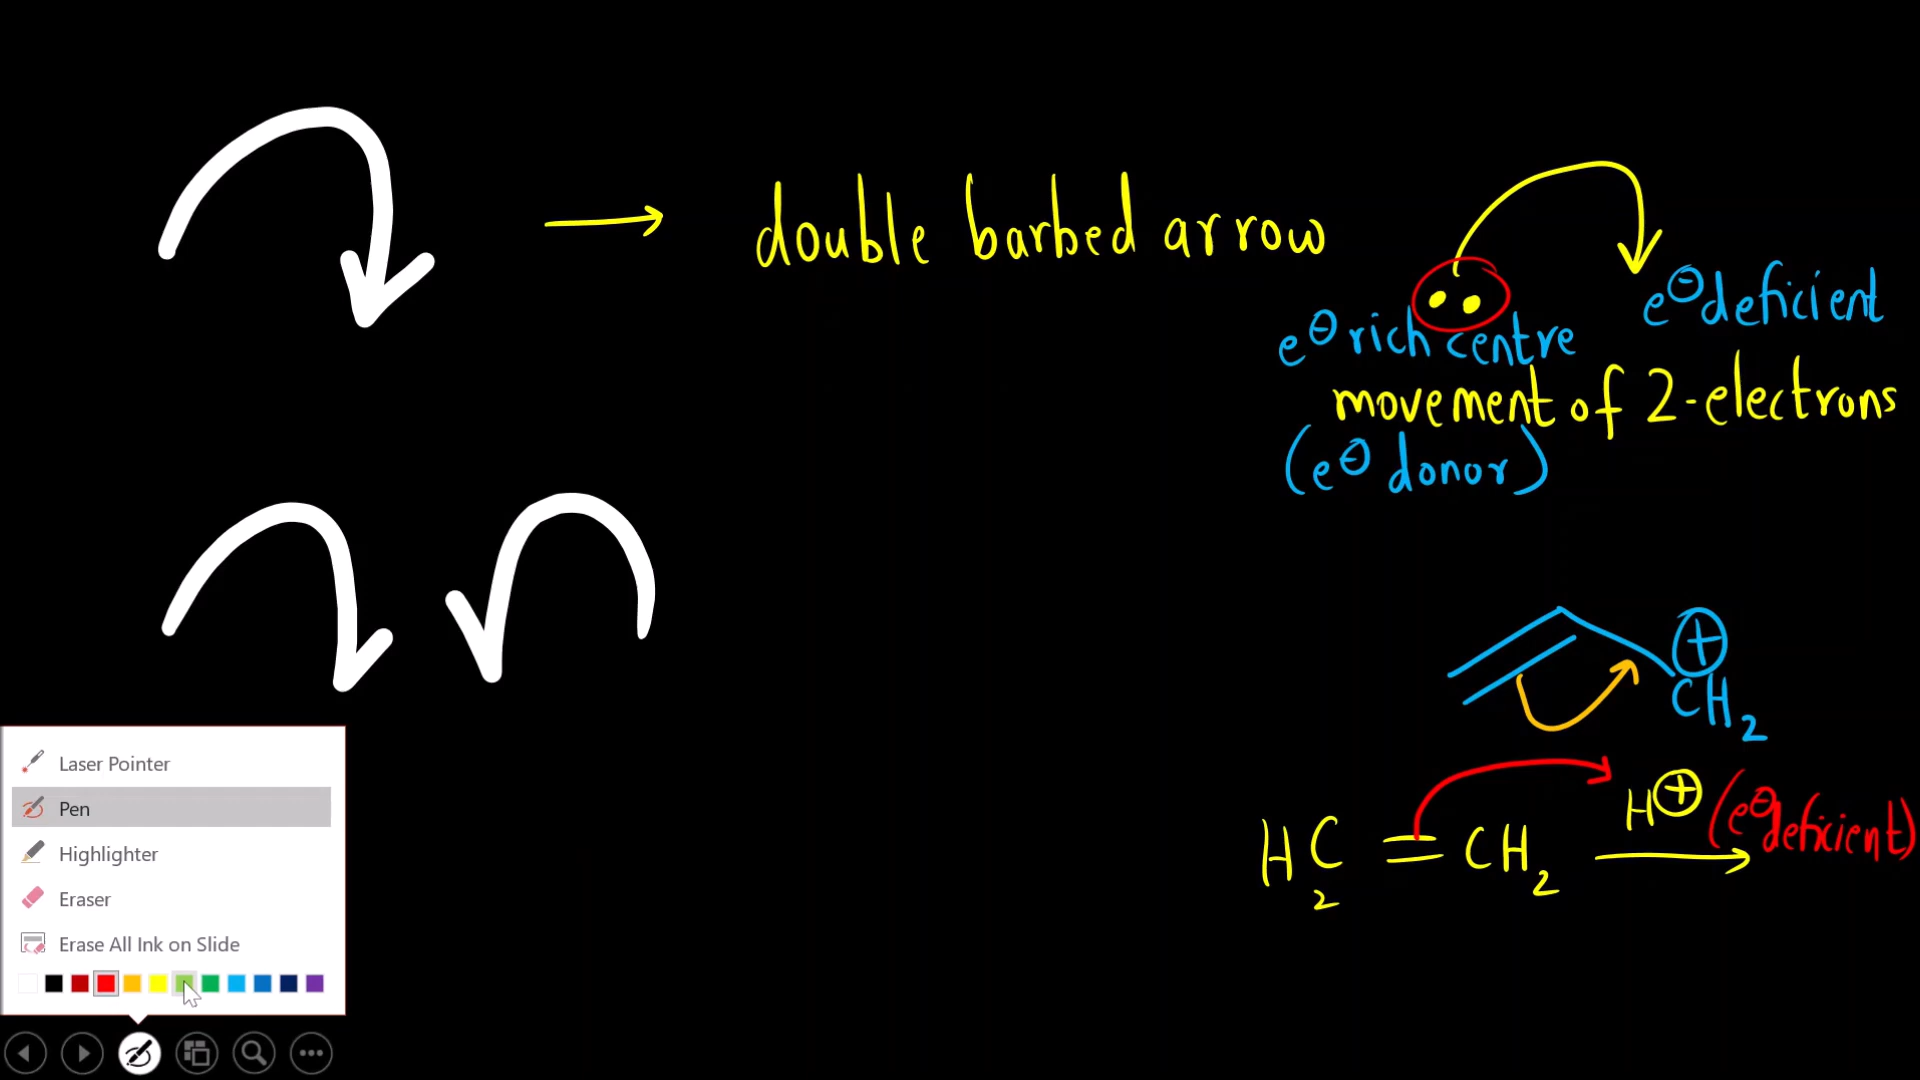 double barbed arrow
e⊖ rich centre
e⊖ deficient
movement of 2-electrons
(e⊖ donor)
⊕
CH2
H⊕ (e⊖ deficient)
H2C = CH2
Laser Pointer
Pen
Highlighter
Eraser
Erase All Ink on Slide